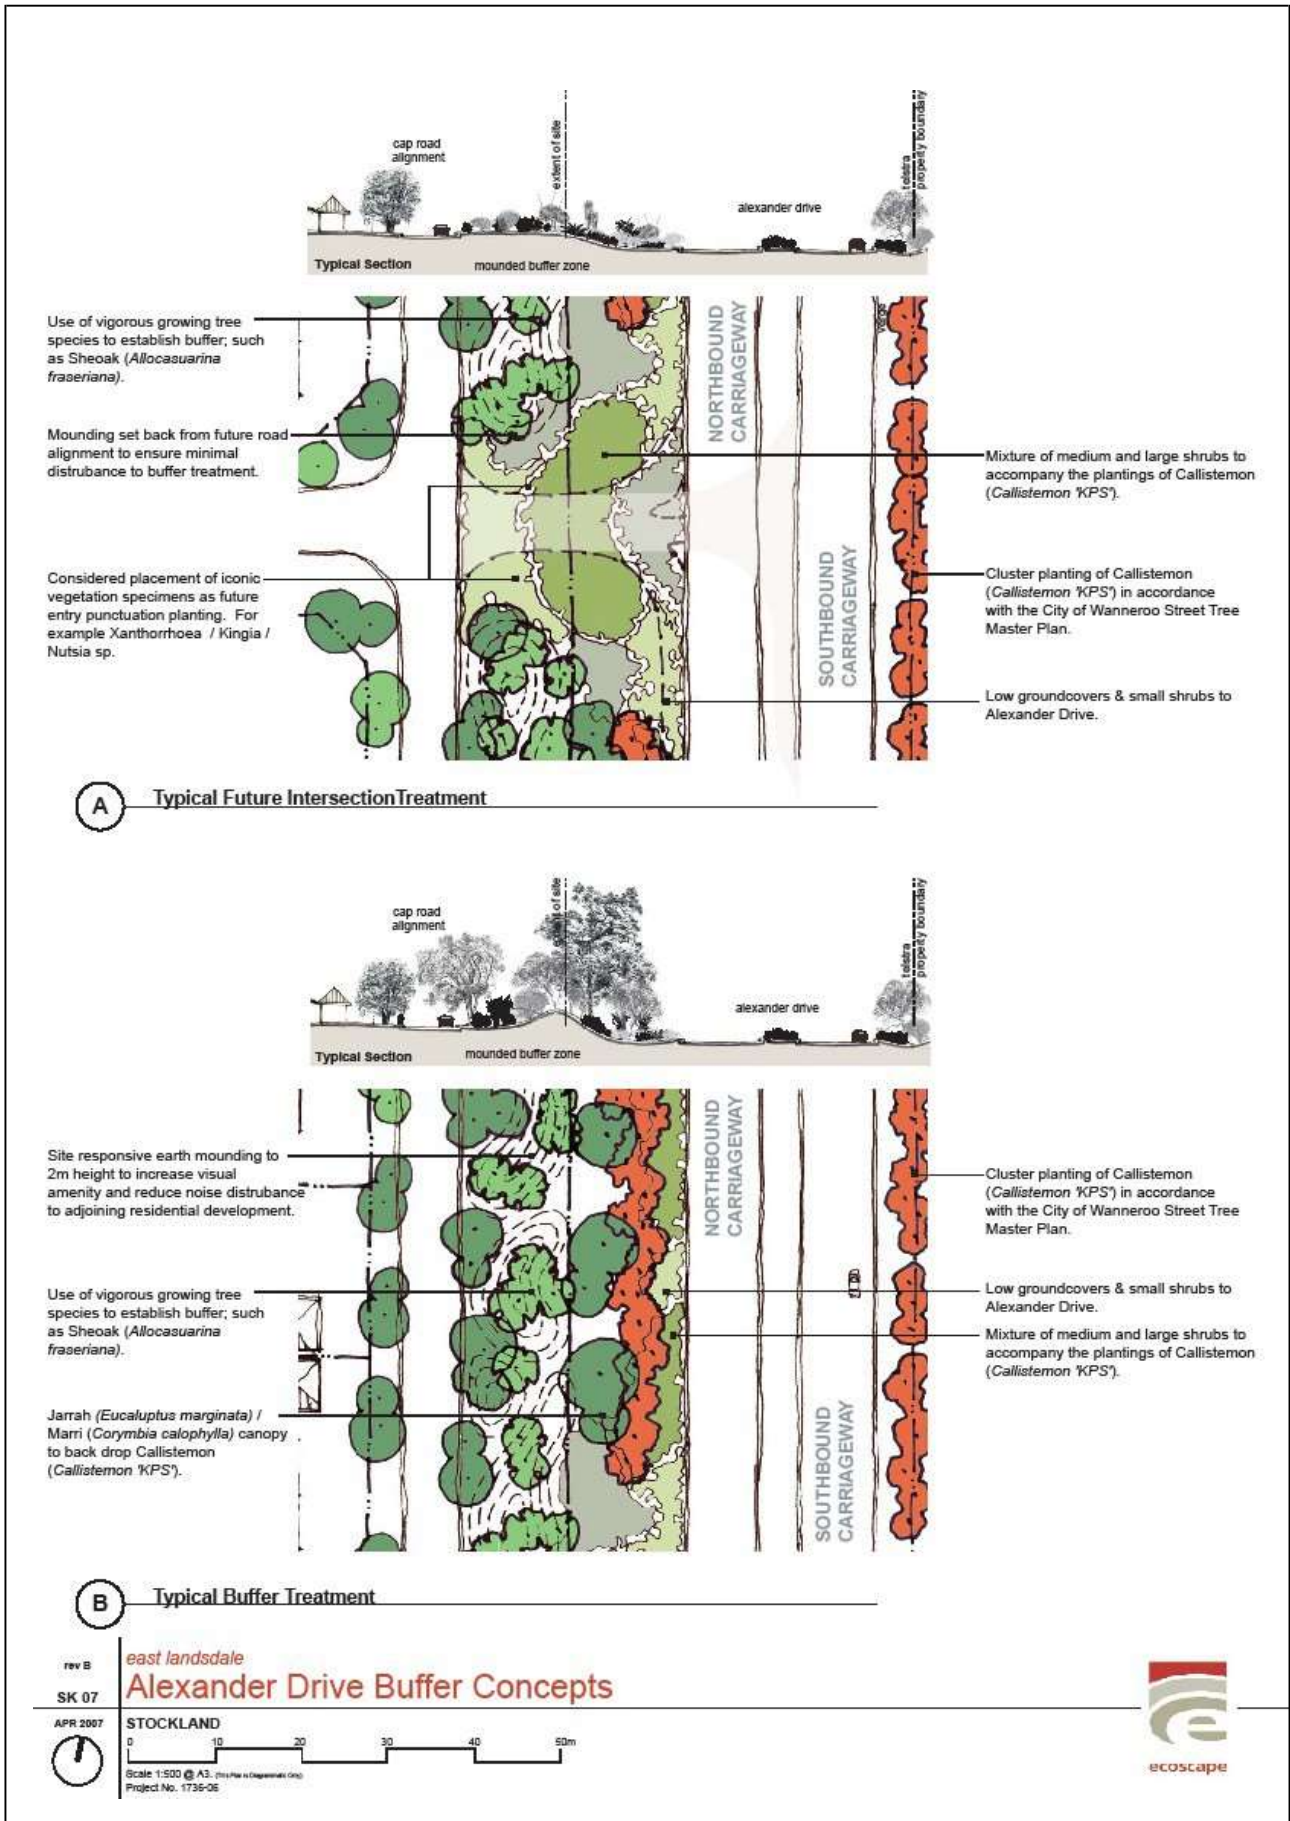 cap road
alignment
extent of site
alexander drive
telstra
property boundary
Typical Section
mounded buffer zone
Use of vigorous growing tree
species to establish buffer; such
as Sheoak (Allocasuarina
fraseriana).
Mounding set back from future road
alignment to ensure minimal
distrubance to buffer treatment.
Considered placement of iconic
vegetation specimens as future
entry punctuation planting. For
example Xanthorrhoea / Kingia /
Nutsia sp.
NORTHBOUND
CARRIAGEWAY
SOUTHBOUND
CARRIAGEWAY
Mixture of medium and large shrubs to
accompany the plantings of Callistemon
(Callistemon 'KPS').
Cluster planting of Callistemon
(Callistemon 'KPS') in accordance
with the City of Wanneroo Street Tree
Master Plan.
Low groundcovers & small shrubs to
Alexander Drive.
A
Typical Future IntersectionTreatment
cap road
alignment
of site
alexander drive
telstra
property boundary
Typical Section
mounded buffer zone
Site responsive earth mounding to
2m height to increase visual
amenity and reduce noise distrubance
to adjoining residential development.
Use of vigorous growing tree
species to establish buffer; such
as Sheoak (Allocasuarina
fraseriana).
Jarrah (Eucaluptus marginata) /
Marri (Corymbia calophylla) canopy
to back drop Callistemon
(Callistemon 'KPS').
NORTHBOUND
CARRIAGEWAY
SOUTHBOUND
CARRIAGEWAY
Cluster planting of Callistemon
(Callistemon 'KPS') in accordance
with the City of Wanneroo Street Tree
Master Plan.
Low groundcovers & small shrubs to
Alexander Drive.
Mixture of medium and large shrubs to
accompany the plantings of Callistemon
(Callistemon 'KPS').
B
Typical Buffer Treatment
rev B
SK 07
east landsdale
Alexander Drive Buffer Concepts
APR 2007
STOCKLAND
0 10 20 30 40 50m
Scale 1:500 @ A3. (This Plan is Diagrammatic Only)
Project No. 1736-06
ecoscape